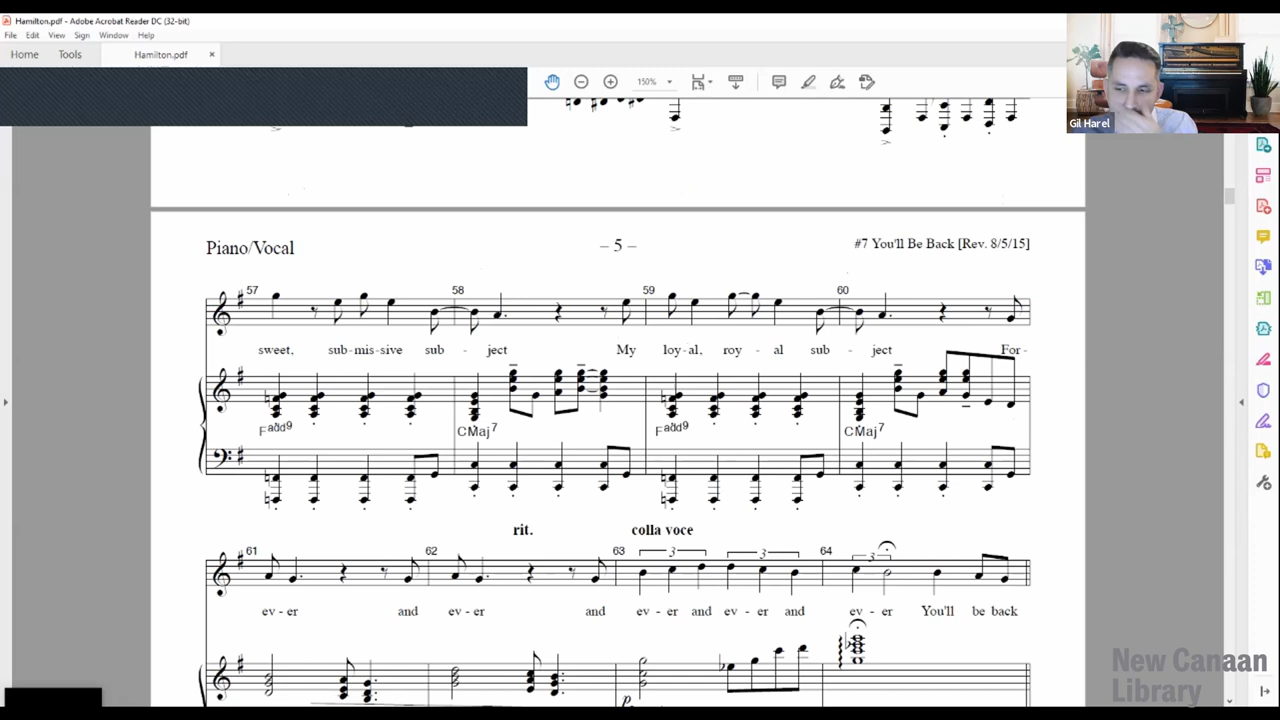 Hamilton.pdf - Adobe Acrobat Reader DC (32-bit)
File Edit View Sign Window Help
Home Tools Hamilton.pdf ×
150%
Gil Harel
Piano/Vocal – 5 – #7 You'll Be Back [Rev. 8/5/15]
57 58 59 60
sweet, sub-mis-sive sub - ject My loy-al, roy - al sub - ject For-
Fadd9 CMaj7 Fadd9 CMaj7
rit. colla voce
61 62 63 64
3 3 3
ev-er and ev-er and ev-er and ev-er and ev-er You'll be back
p
New Canaan
Library